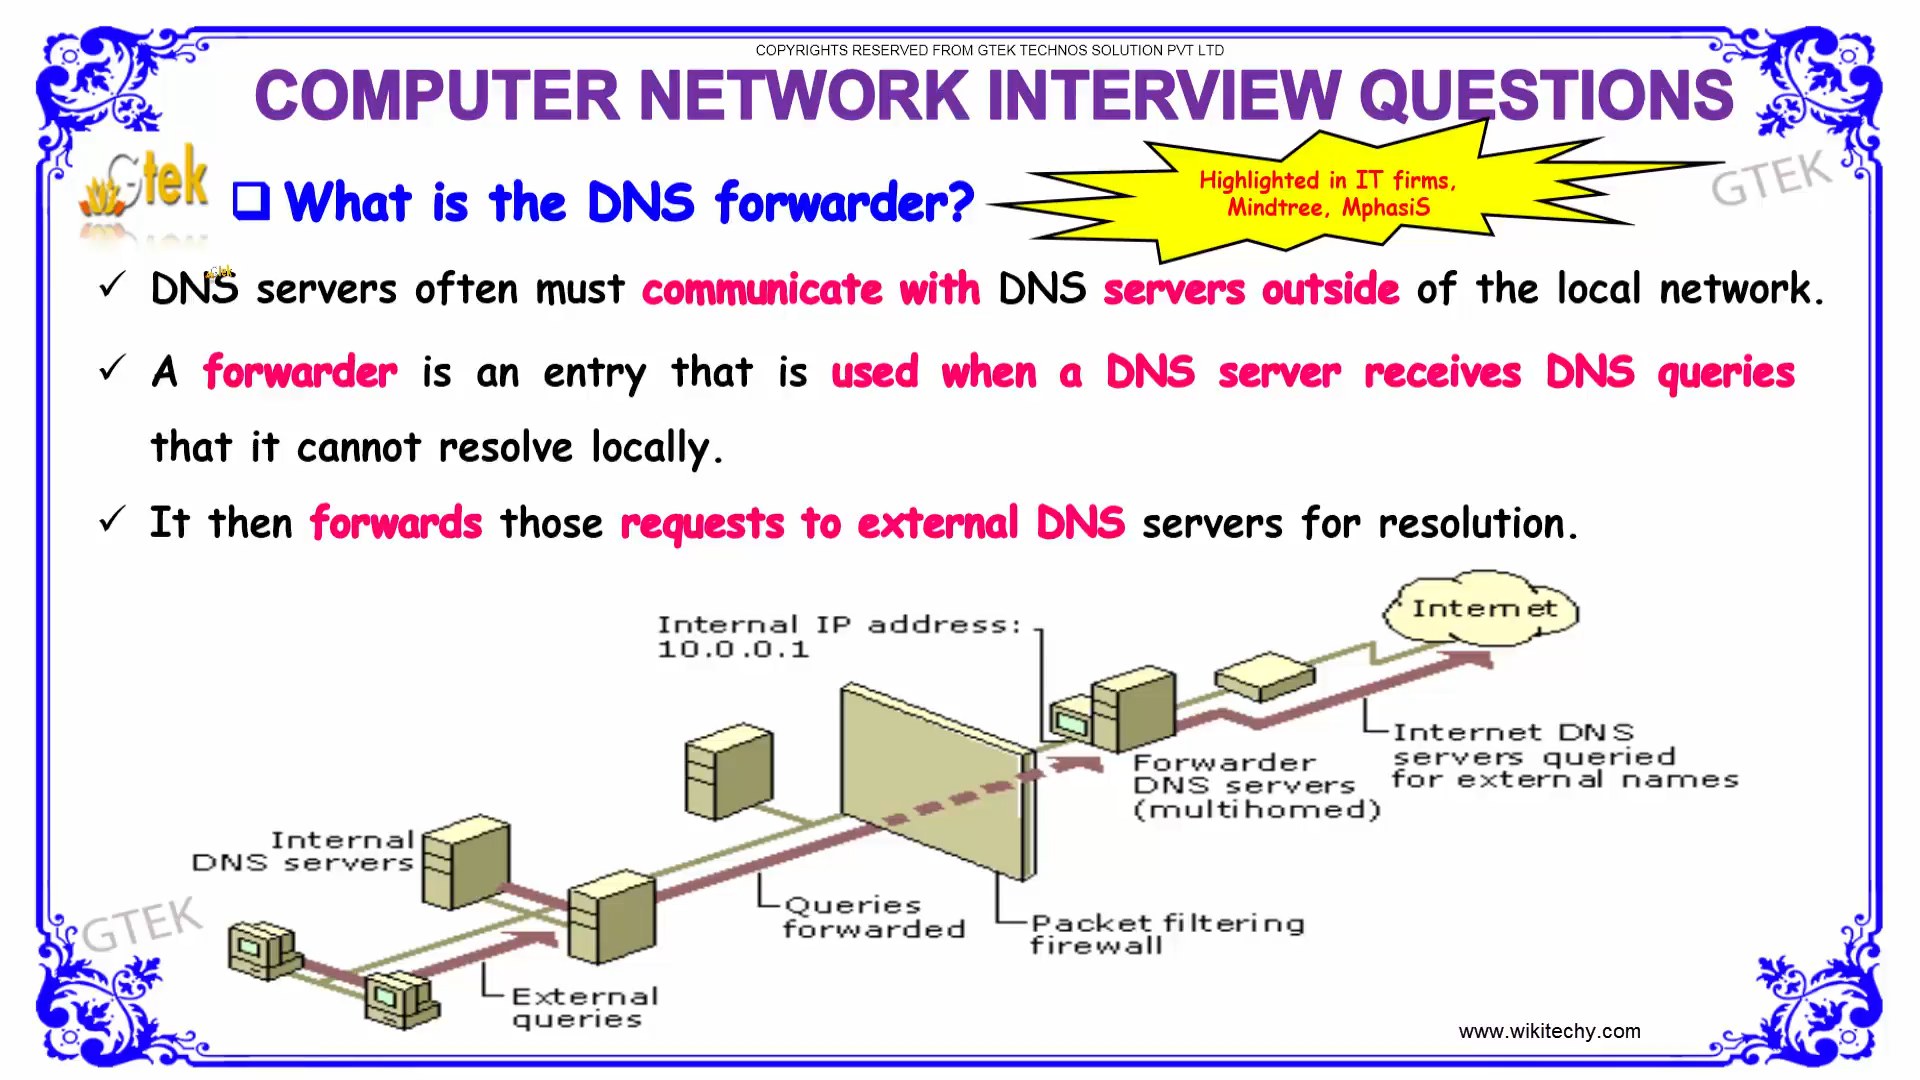 COPYRIGHTS RESERVED FROM GTEK TECHNOS SOLUTION PVT LTD
COMPUTER NETWORK INTERVIEW QUESTIONS
Gtek
What is the DNS forwarder?
Highlighted in IT firms,
Mindtree, MphasiS
GTEK
DNS servers often must communicate with DNS servers outside of the local network.
Gtek
A forwarder is an entry that is used when a DNS server receives DNS queries
that it cannot resolve locally.
It then forwards those requests to external DNS servers for resolution.
Internet
Internal IP address:
10.0.0.1
Internet DNS
servers queried
for external names
Forwarder
DNS servers
(multihomed)
Internal
DNS servers
Queries
forwarded
Packet filtering
firewall
GTEK
External
queries
www.wikitechy.com